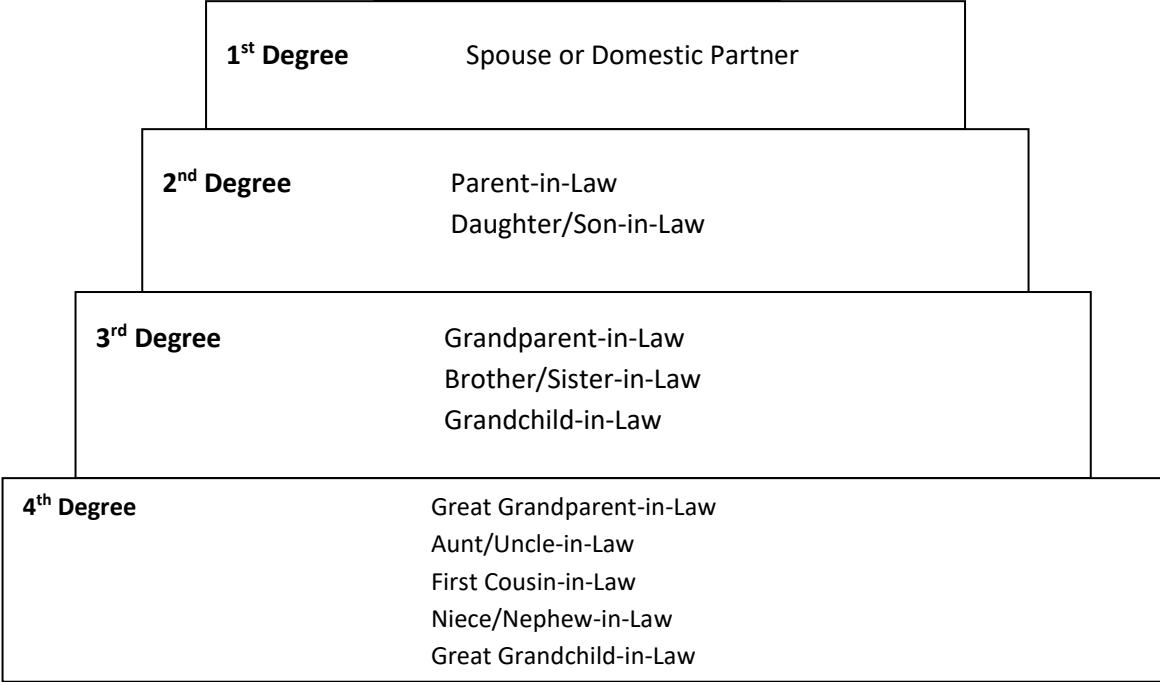 1st Degree Spouse or Domestic Partner
2nd Degree Parent-in-Law
Daughter/Son-in-Law
3rd Degree Grandparent-in-Law
Brother/Sister-in-Law
Grandchild-in-Law
4th Degree Great Grandparent-in-Law
Aunt/Uncle-in-Law
First Cousin-in-Law
Niece/Nephew-in-Law
Great Grandchild-in-Law